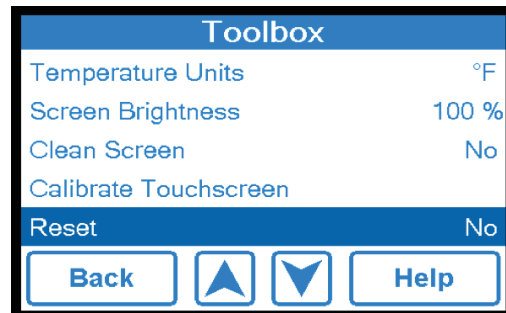 Toolbox
Temperature Units °F
Screen Brightness 100 %
Clean Screen No
Calibrate Touchscreen
Reset No
Back Help